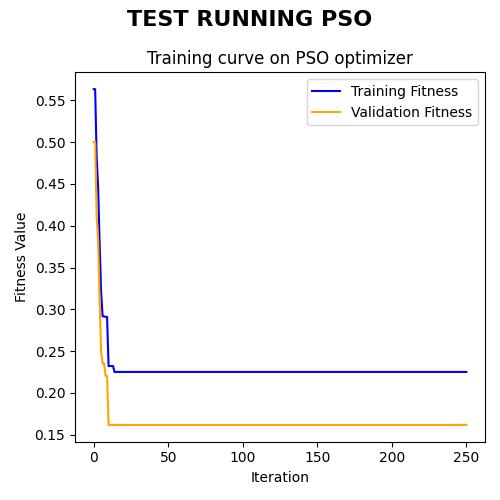 TEST RUNNING PSO
Training curve on PSO optimizer
Training Fitness
Validation Fitness
0.55
0.50
0.45
0.40
0.35
0.30
0.25
0.20
0.15
Fitness Value
0 50 100 150 200 250
Iteration